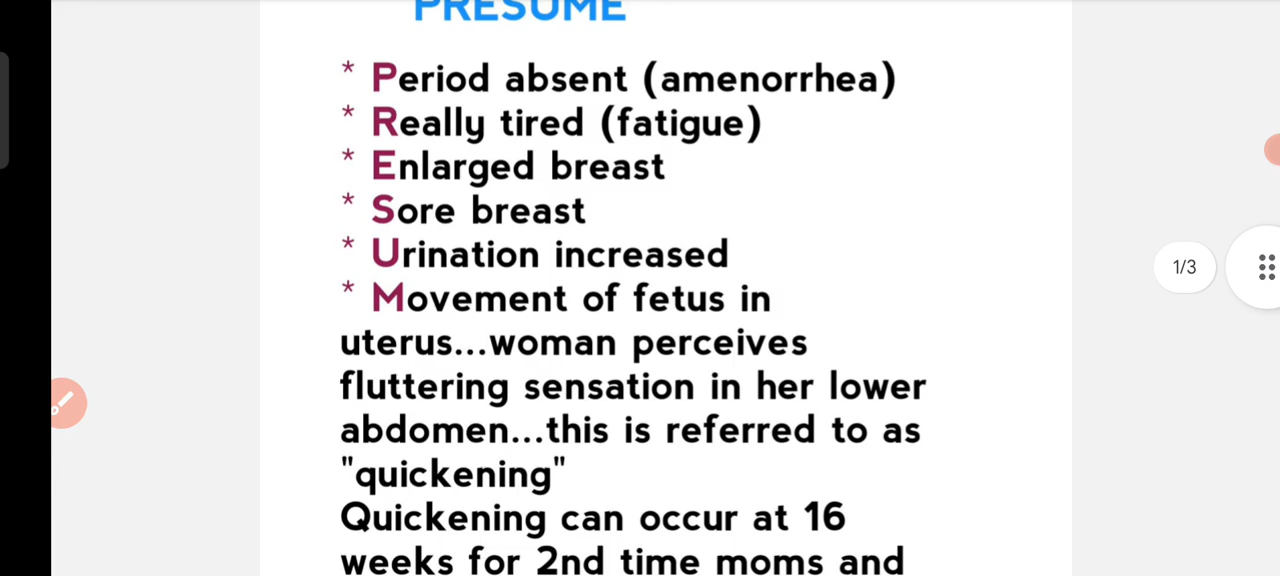 PRESUME
* Period absent (amenorrhea)
* Really tired (fatigue)
* Enlarged breast
* Sore breast
* Urination increased
* Movement of fetus in
uterus...woman perceives
fluttering sensation in her lower
abdomen...this is referred to as
"quickening"
Quickening can occur at 16
weeks for 2nd time moms and
1/3